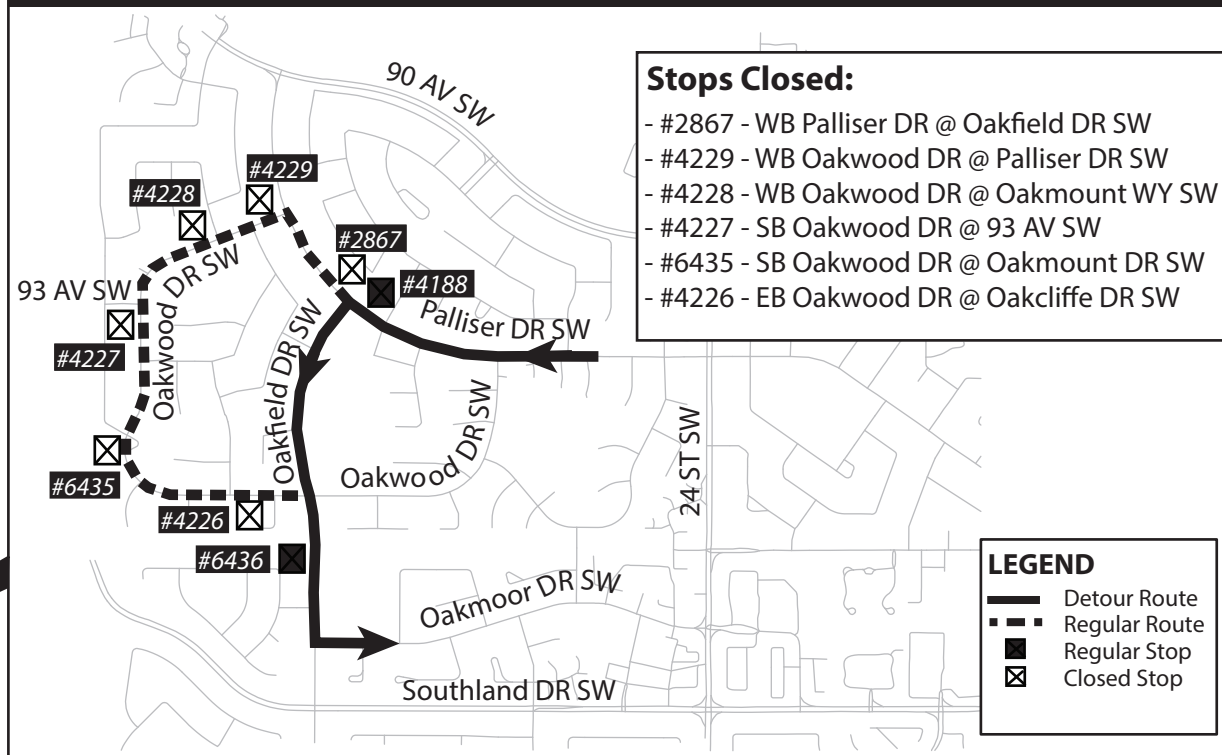 90 AV SW
Stops Closed:
- #2867 - WB Palliser DR @ Oakfield DR SW
- #4229 - WB Oakwood DR @ Palliser DR SW
- #4228 - WB Oakwood DR @ Oakmount WY SW
- #4227 - SB Oakwood DR @ 93 AV SW
- #6435 - SB Oakwood DR @ Oakmount DR SW
- #4226 - EB Oakwood DR @ Oakcliffe DR SW
#4229
#4228
#2867
#4188
93 AV SW
Oakwood DR SW
Palliser DR SW
#4227
Oakwood DR SW
Oakfield DR SW
Oakwood DR SW
24 ST SW
#6435
Oakwood DR SW
#4226
#6436
Oakmoor DR SW
Southland DR SW
LEGEND
Detour Route
Regular Route
Regular Stop
Closed Stop